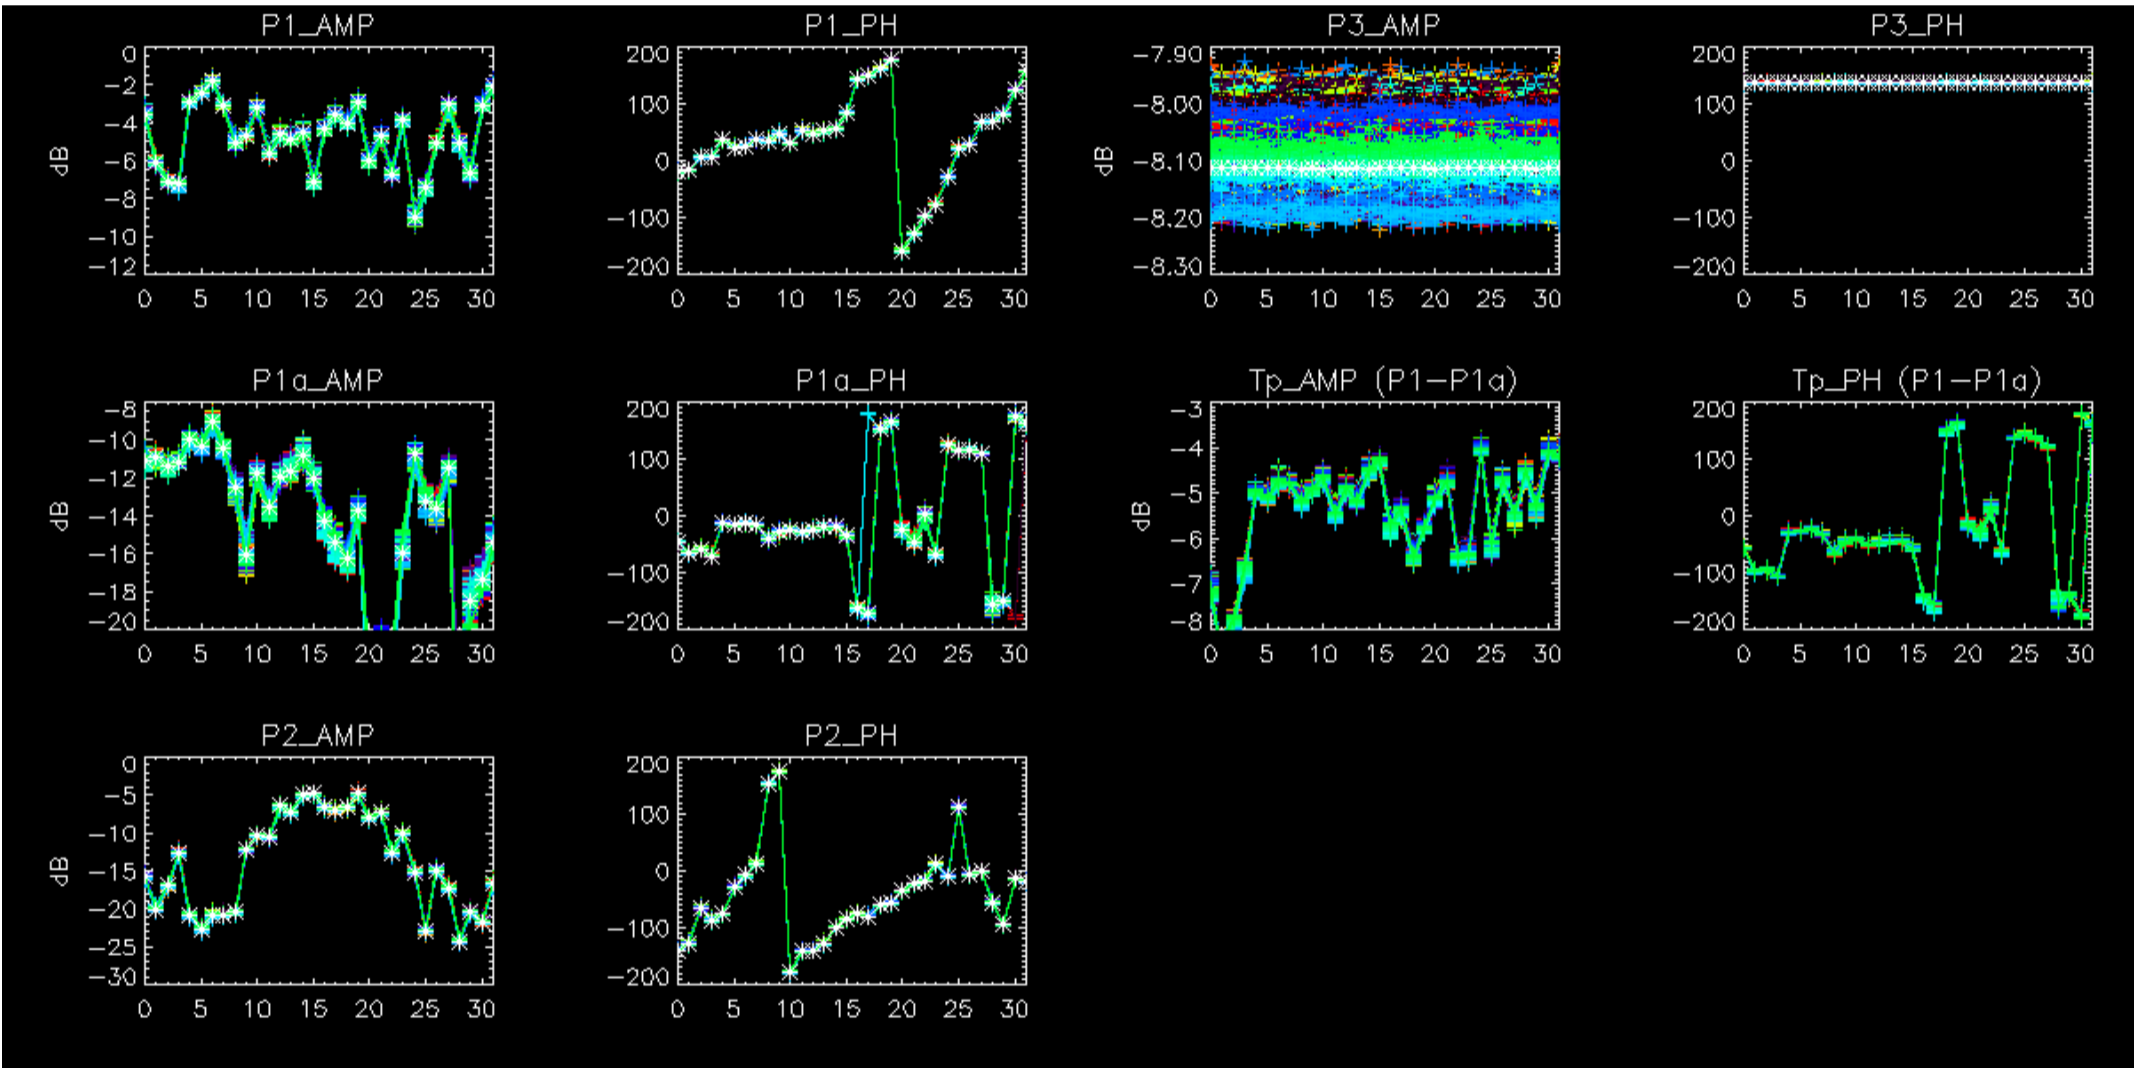 P1_AMP P1_PH P3_AMP P3_PH
0 200 -7.90 200
-2
-4 100 -8.00 100
dB -6 0 dB -8.10 0
-8
-10 -100 -8.20 -100
-12 -200 -8.30 -200
0 5 10 15 20 25 30 0 5 10 15 20 25 30 0 5 10 15 20 25 30 0 5 10 15 20 25 30
P1a_AMP P1a_PH Tp_AMP (P1-P1a) Tp_PH (P1-P1a)
-8 200 -3 200
-10 100 -4 100
-12
dB -14 0 dB -5 0
-16 -6
-18 -100 -7 -100
-20 -200 -8 -200
0 5 10 15 20 25 30 0 5 10 15 20 25 30 0 5 10 15 20 25 30 0 5 10 15 20 25 30
P2_AMP P2_PH
0 200
-5 100
-10
dB -15 0
-20 -100
-25
-30 -200
0 5 10 15 20 25 30 0 5 10 15 20 25 30